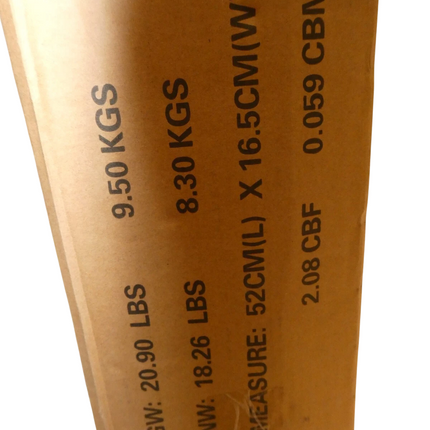 GW: 20.90 LBS 9.50 KGS
NW: 18.26 LBS 8.30 KGS
MEASURE: 52CM(L) X 16.5CM(W
2.08 CBF 0.059 CBM